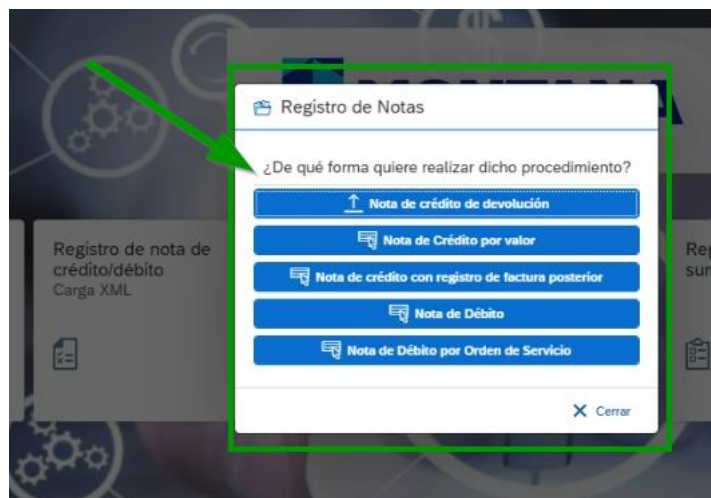 MONTANA
Registro de Notas
¿De qué forma quiere realizar dicho procedimiento?
Nota de crédito de devolución
Nota de Crédito por valor
Nota de crédito con registro de factura posterior
Nota de Débito
Nota de Débito por Orden de Servicio
Cerrar
Registro de nota de
crédito/débito
Carga XML